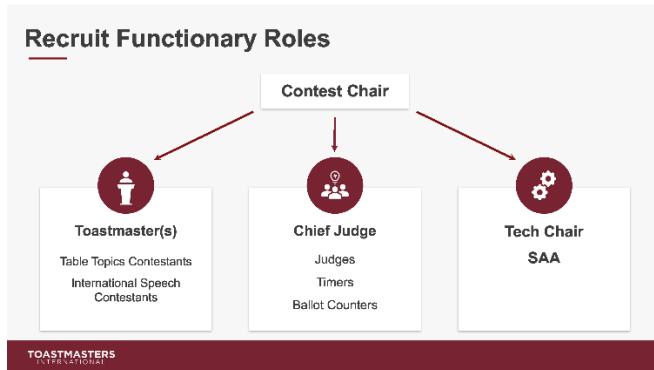 Recruit Functionary Roles
Contest Chair
Toastmaster(s)
Table Topics Contestants
International Speech
Contestants
Chief Judge
Judges
Timers
Ballot Counters
Tech Chair
SAA
TOASTMASTERS
INTERNATIONAL